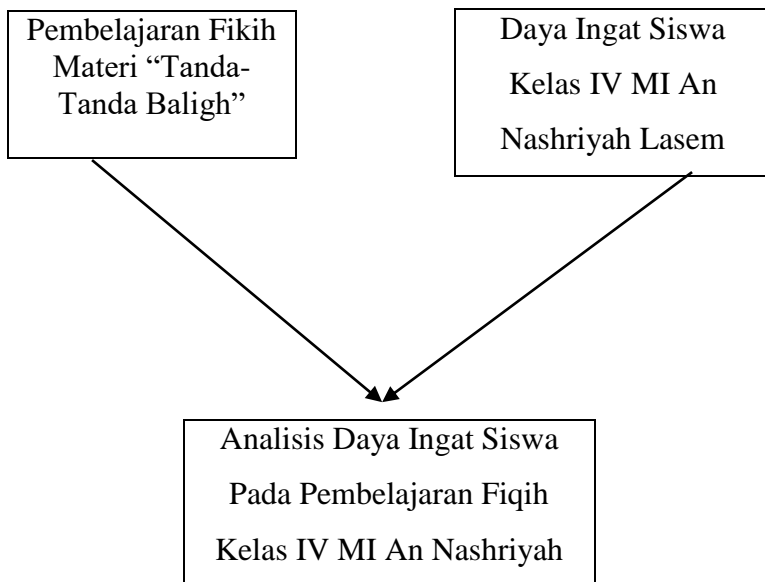 Pembelajaran Fikih
Materi “Tanda-
Tanda Baligh”
Daya Ingat Siswa
Kelas IV MI An
Nashriyah Lasem
Analisis Daya Ingat Siswa
Pada Pembelajaran Fiqih
Kelas IV MI An Nashriyah